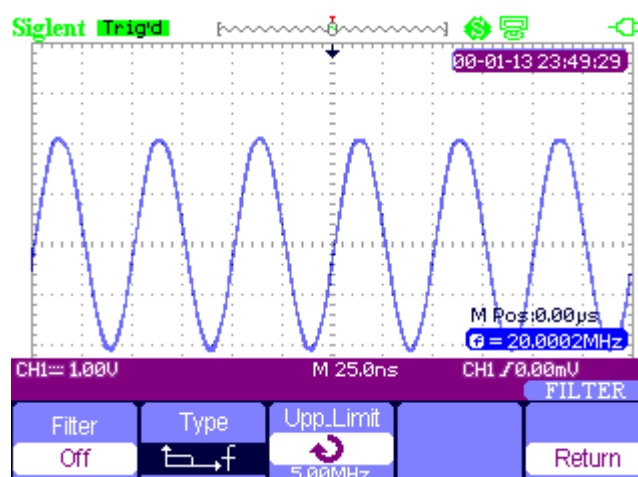 Siglent Trig'd
00-01-13 23:49:29
M Pos:0.00µs
f = 20.0002MHz
CH1 1.00V M 25.0ns CH1 0.00mV
FILTER
Filter Type Upp_Limit
Off f 5.00MHz Return